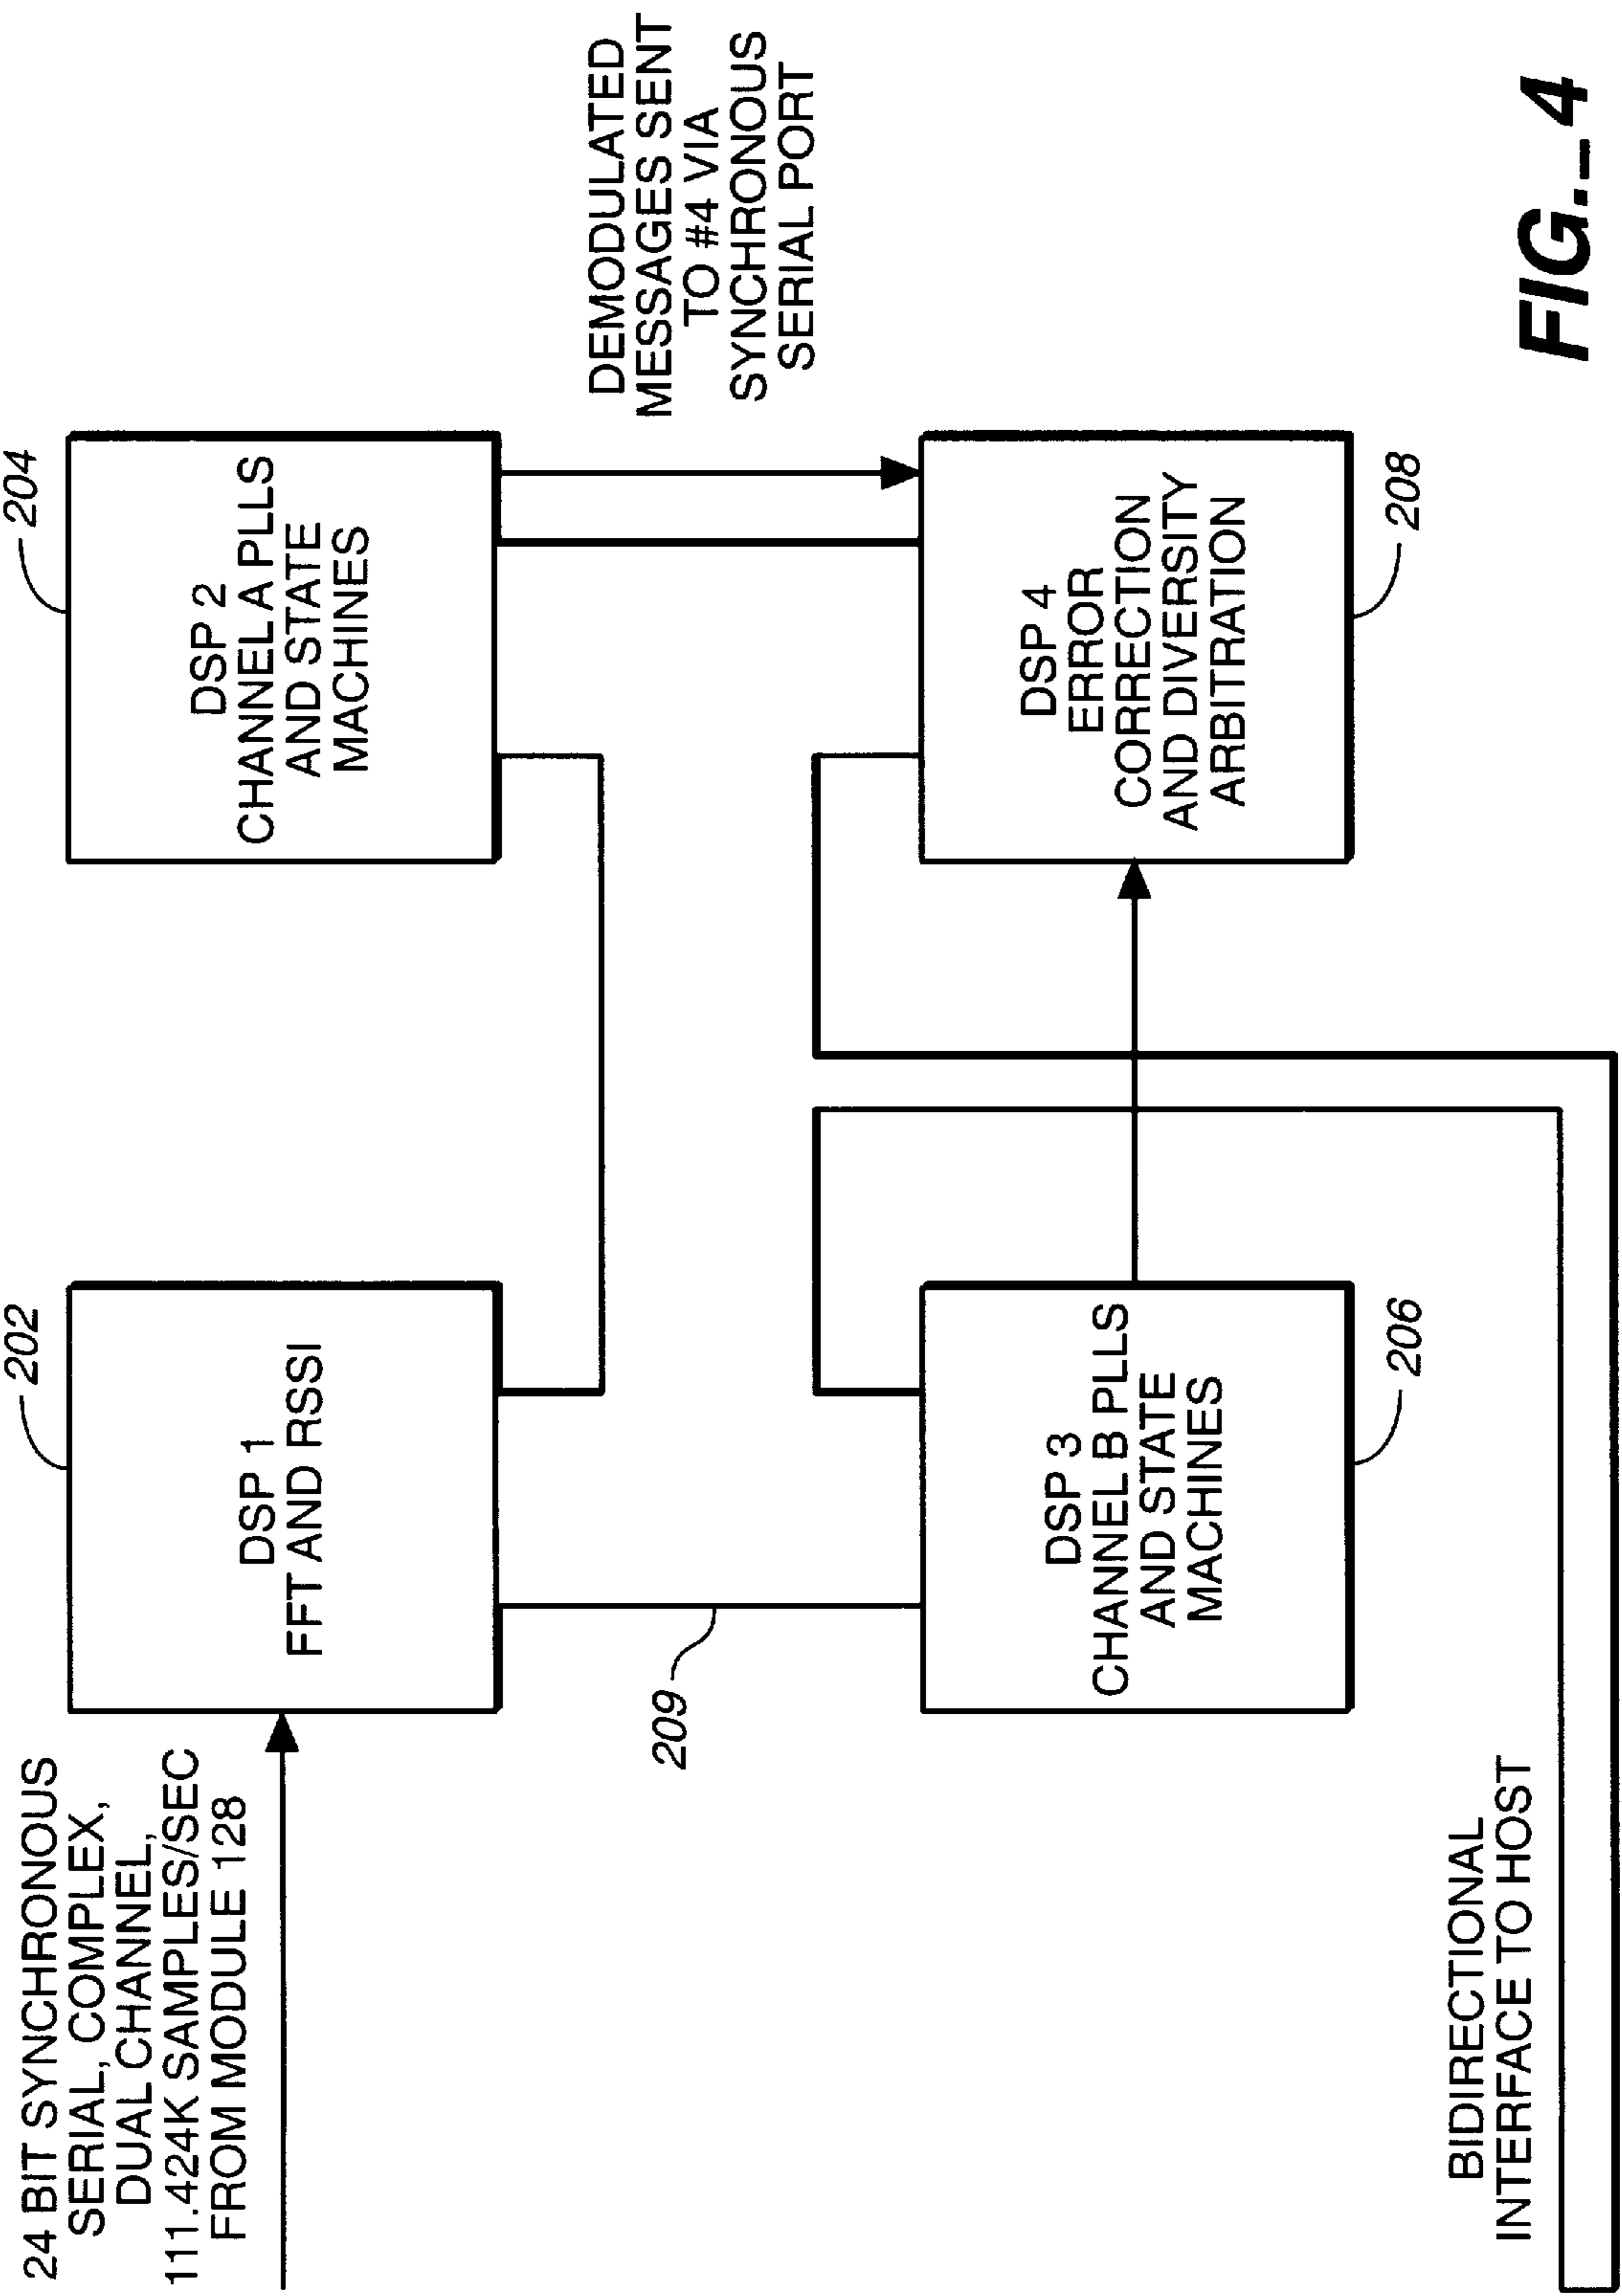 24 BIT SYNCHRONOUS
SERIAL, COMPLEX,
DUAL CHANNEL,
111.424K SAMPLES/SEC
FROM MODULE 128
202
DSP 1
FFT AND RSSI
204
DSP 2
CHANNEL A PLLS
AND STATE
MACHINES
DEMODULATED
MESSAGES SENT
TO #4 VIA
SYNCHRONOUS
SERIAL PORT
209
DSP 3
CHANNEL B PLLS
AND STATE
MACHINES
206
DSP 4
ERROR
CORRECTION
AND DIVERSITY
ARBITRATION
208
BIDIRECTIONAL
INTERFACE TO HOST
FIG._4